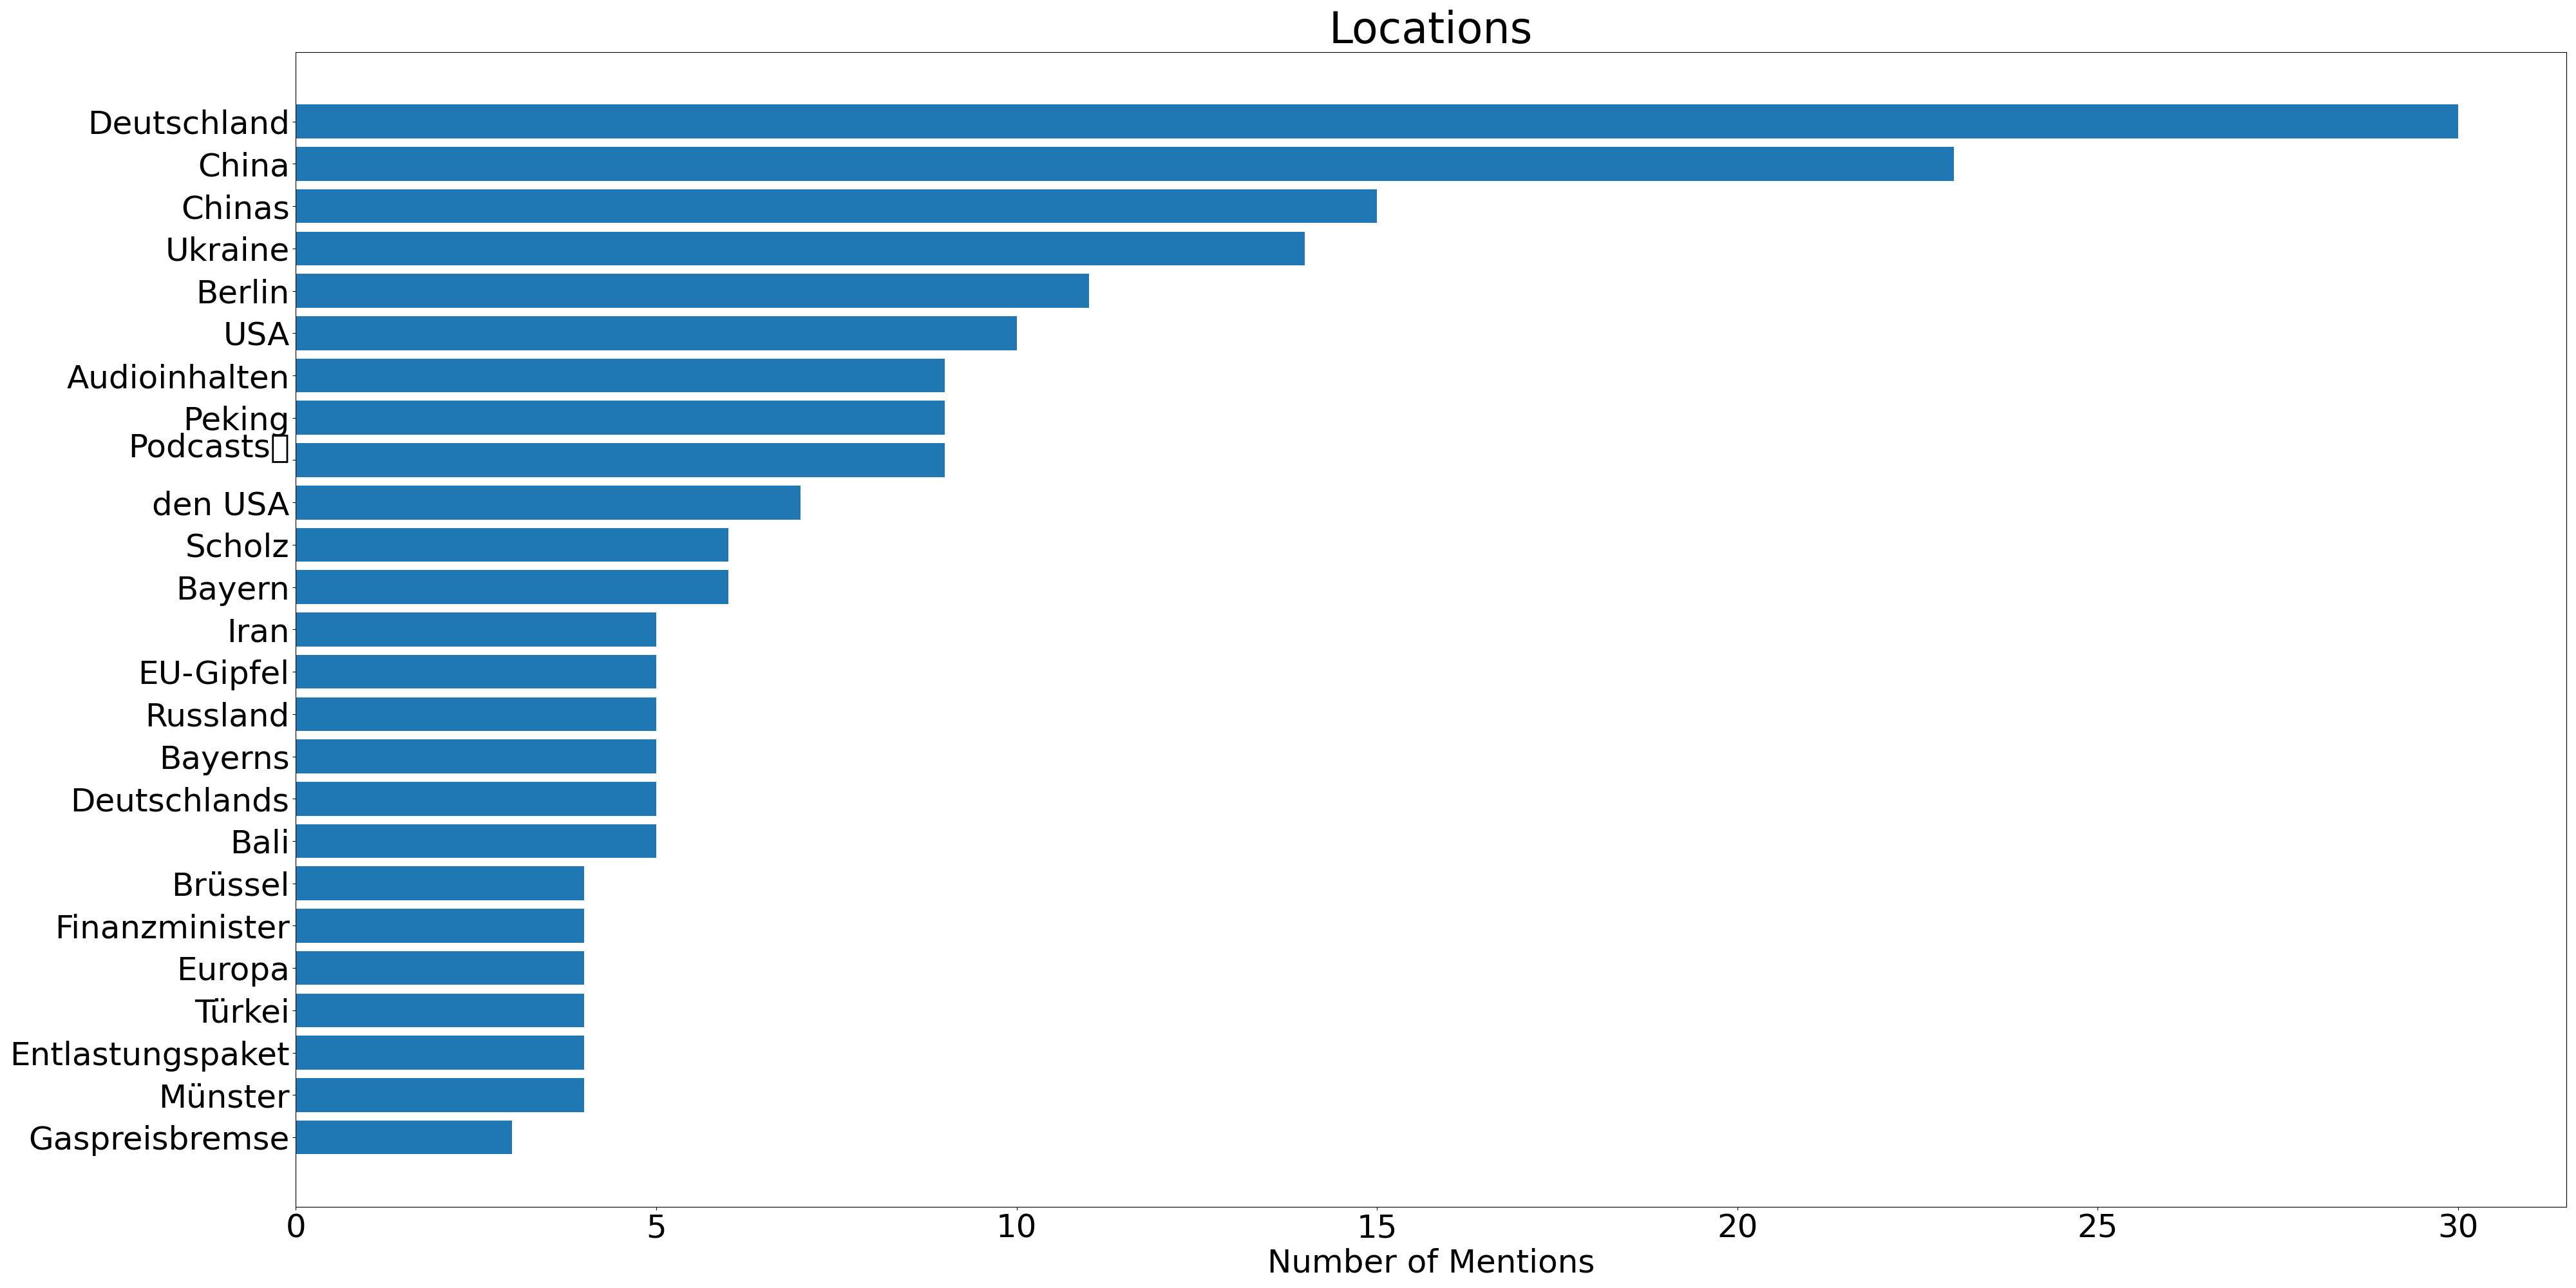 Locations
Deutschland
China
Chinas
Ukraine
Berlin
USA
Audioinhalten
Peking
Podcasts
den USA
Scholz
Bayern
Iran
EU-Gipfel
Russland
Bayerns
Deutschlands
Bali
Brüssel
Finanzminister
Europa
Türkei
Entlastungspaket
Münster
Gaspreisbremse
0 5 10 15 20 25 30
Number of Mentions